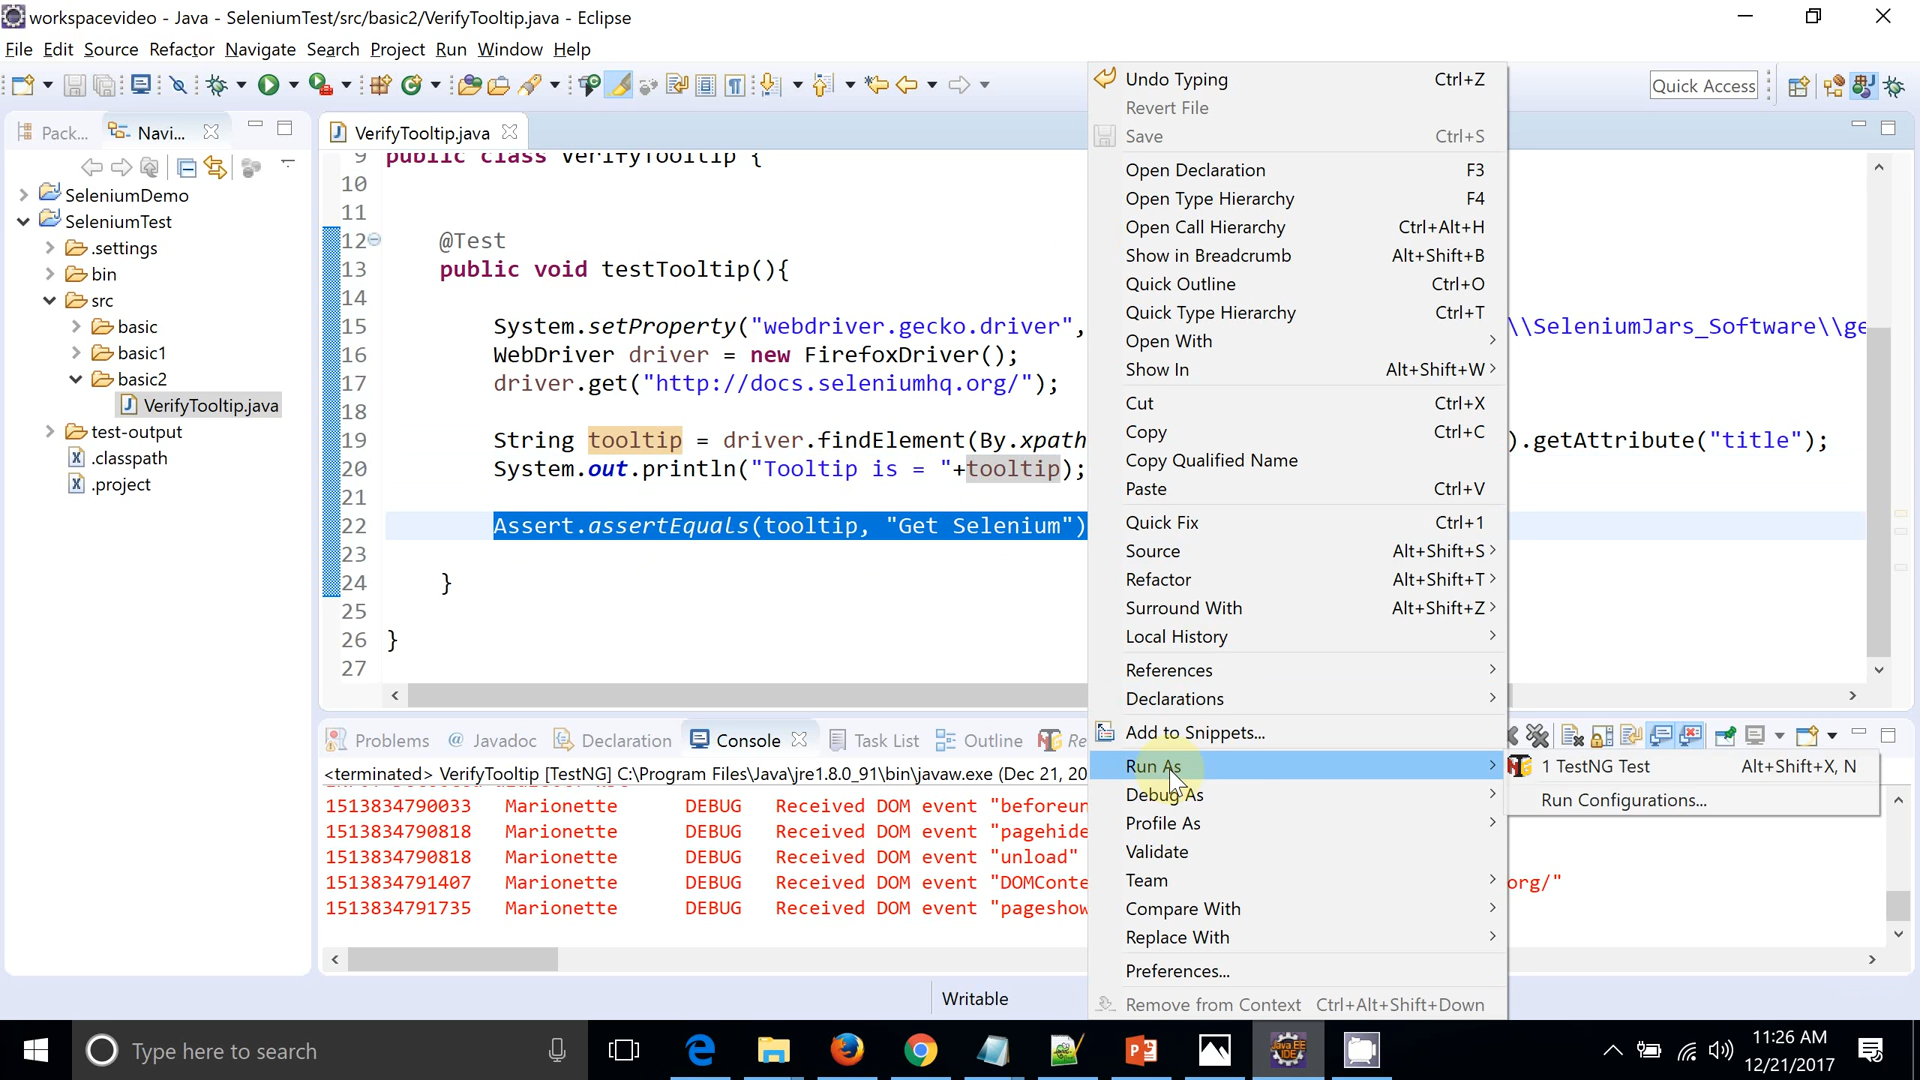 workspacevideo - Java - SeleniumTest/src/basic2/VerifyTooltip.java - Eclipse
File Edit Source Refactor Navigate Search Project Run Window Help
Quick Access
Pack...
Navi...
SeleniumDemo
SeleniumTest
.settings
bin
src
basic
basic1
basic2
VerifyTooltip.java
test-output
.classpath
.project
VerifyTooltip.java
9 public class VerifyTooltip {
10
11
12 @Test
13 public void testTooltip(){
14
15 System.setProperty("webdriver.gecko.driver", \\SeleniumJars_Software\\ge
16 WebDriver driver = new FirefoxDriver();
17 driver.get("http://docs.seleniumhq.org/");
18
19 String tooltip = driver.findElement(By.xpath ).getAttribute("title");
20 System.out.println("Tooltip is = "+tooltip);
21
22 Assert.assertEquals(tooltip, "Get Selenium")
23
24 }
25
26 }
27
Undo Typing Ctrl+Z
Revert File
Save Ctrl+S
Open Declaration F3
Open Type Hierarchy F4
Open Call Hierarchy Ctrl+Alt+H
Show in Breadcrumb Alt+Shift+B
Quick Outline Ctrl+O
Quick Type Hierarchy Ctrl+T
Open With
Show In Alt+Shift+W
Cut Ctrl+X
Copy Ctrl+C
Copy Qualified Name
Paste Ctrl+V
Quick Fix Ctrl+1
Source Alt+Shift+S
Refactor Alt+Shift+T
Surround With Alt+Shift+Z
Local History
References
Declarations
Add to Snippets...
Run As
Debug As
Profile As
Validate
Team
Compare With
Replace With
Preferences...
Remove from Context Ctrl+Alt+Shift+Down
1 TestNG Test Alt+Shift+X, N
Run Configurations...
Problems Javadoc Declaration Console Task List Outline Re
<terminated> VerifyTooltip [TestNG] C:\Program Files\Java\jre1.8.0_91\bin\javaw.exe (Dec 21, 20
1513834790033 Marionette DEBUG Received DOM event "beforeun
1513834790818 Marionette DEBUG Received DOM event "pagehide
1513834790818 Marionette DEBUG Received DOM event "unload"
1513834791407 Marionette DEBUG Received DOM event "DOMConte org/"
1513834791735 Marionette DEBUG Received DOM event "pageshow
Writable
Type here to search
Java EE
IDE
11:26 AM
12/21/2017